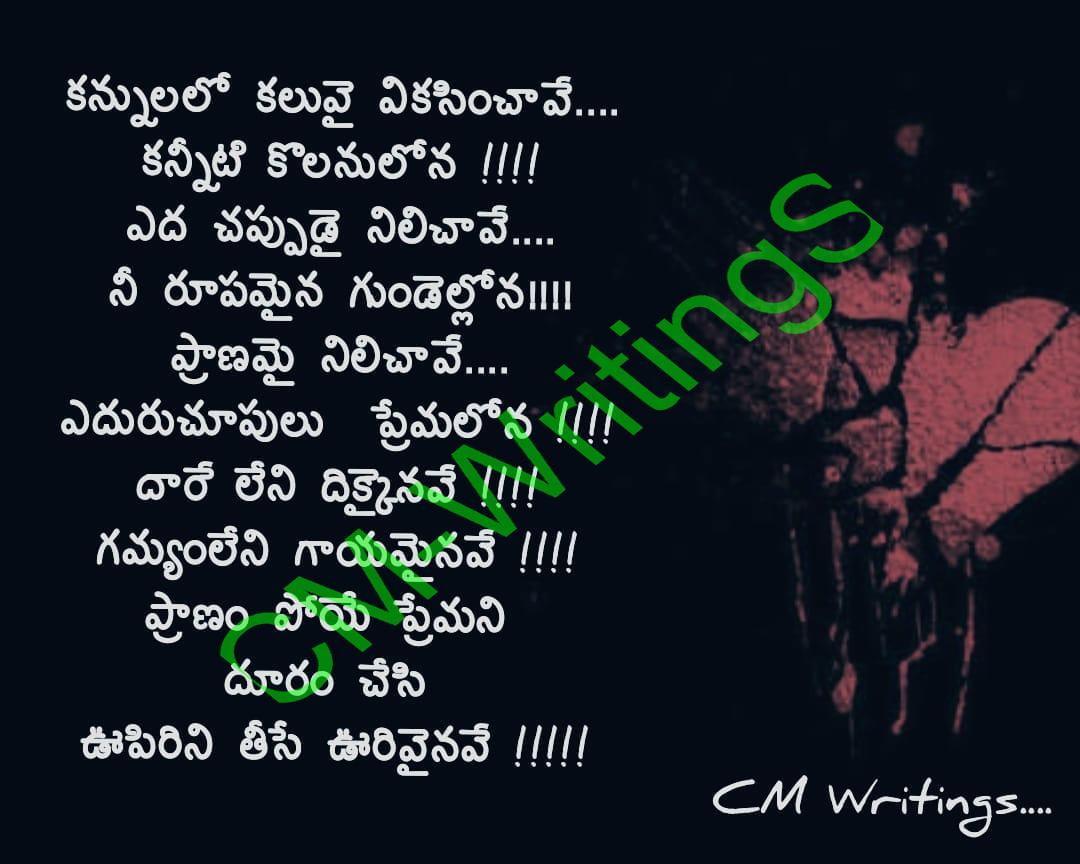 కన్నులలో కలువై వికసించావే....
కన్నీటి కొలనులోన !!!!
ఎద చప్పుడై నిలిచావే....
నీ రూపమైన గుండెల్లోన!!!!
ప్రాణమై నిలిచావే....
ఎదురుచూపులు ప్రేమలోన !!!!
దారే లేని దిక్కైనవే !!!!
గమ్యంలేని గాయమైనవే !!!!
ప్రాణం పోయే ప్రేమని
దూరం చేసి
ఊపిరిని తీసే ఊరివైనవే !!!!!
CM Writings....
CM-Writings